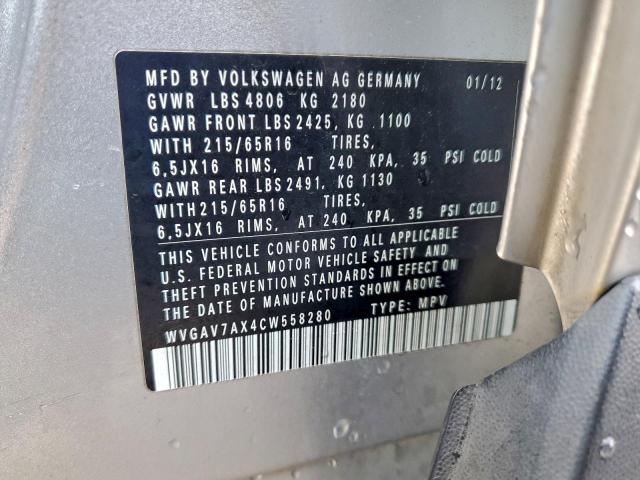 MFD BY VOLKSWAGEN AG GERMANY 01/12
GVWR LBS 4806 KG 2180
GAWR FRONT LBS 2425, KG 1100
WITH 215/65R16 TIRES,
6,5JX16 RIMS, AT 240 KPA, 35 PSI COLD
GAWR REAR LBS 2491, KG 1130
WITH 215/65R16 TIRES,
6,5JX16 RIMS, AT 240 KPA, 35 PSI COLD
THIS VEHICLE CONFORMS TO ALL APPLICABLE
U.S. FEDERAL MOTOR VEHICLE SAFETY AND
THEFT PREVENTION STANDARDS IN EFFECT ON
THE DATE OF MANUFACTURE SHOWN ABOVE.
WVGAV7AX4CW558280 TYPE: MPV